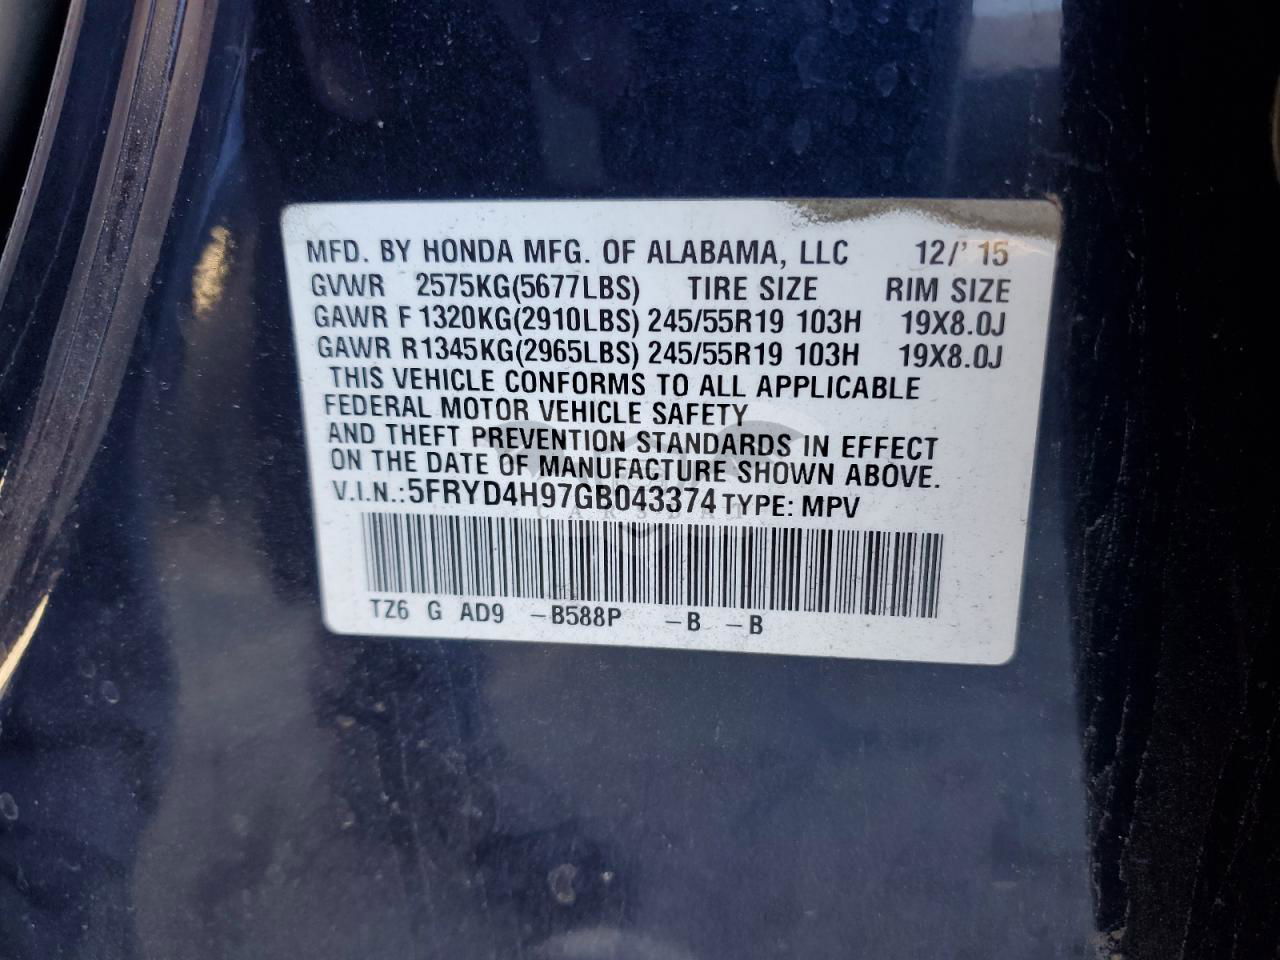 MFD. BY HONDA MFG. OF ALABAMA, LLC 12/' 15
GVWR 2575KG(5677LBS) TIRE SIZE RIM SIZE
GAWR F 1320KG(2910LBS) 245/55R19 103H 19X8.0J
GAWR R1345KG(2965LBS) 245/55R19 103H 19X8.0J
THIS VEHICLE CONFORMS TO ALL APPLICABLE
FEDERAL MOTOR VEHICLE SAFETY
AND THEFT PREVENTION STANDARDS IN EFFECT
ON THE DATE OF MANUFACTURE SHOWN ABOVE.
V.I.N.:5FRYD4H97GB043374 TYPE: MPV
TZ6 G AD9 –B588P –B –B